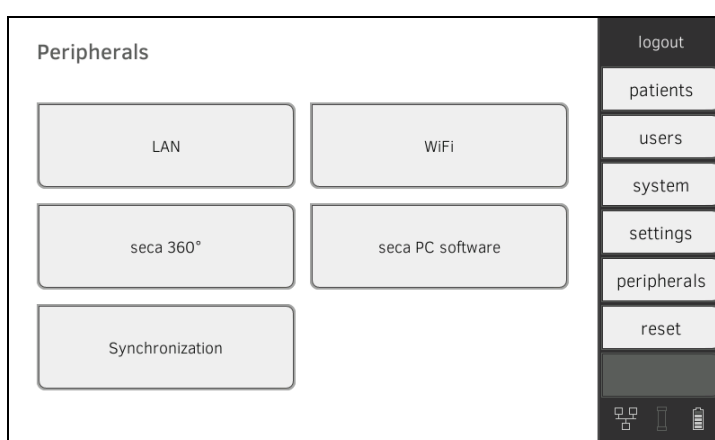 Peripherals
LAN
WiFi
seca 360°
seca PC software
Synchronization
logout
patients
users
system
settings
peripherals
reset